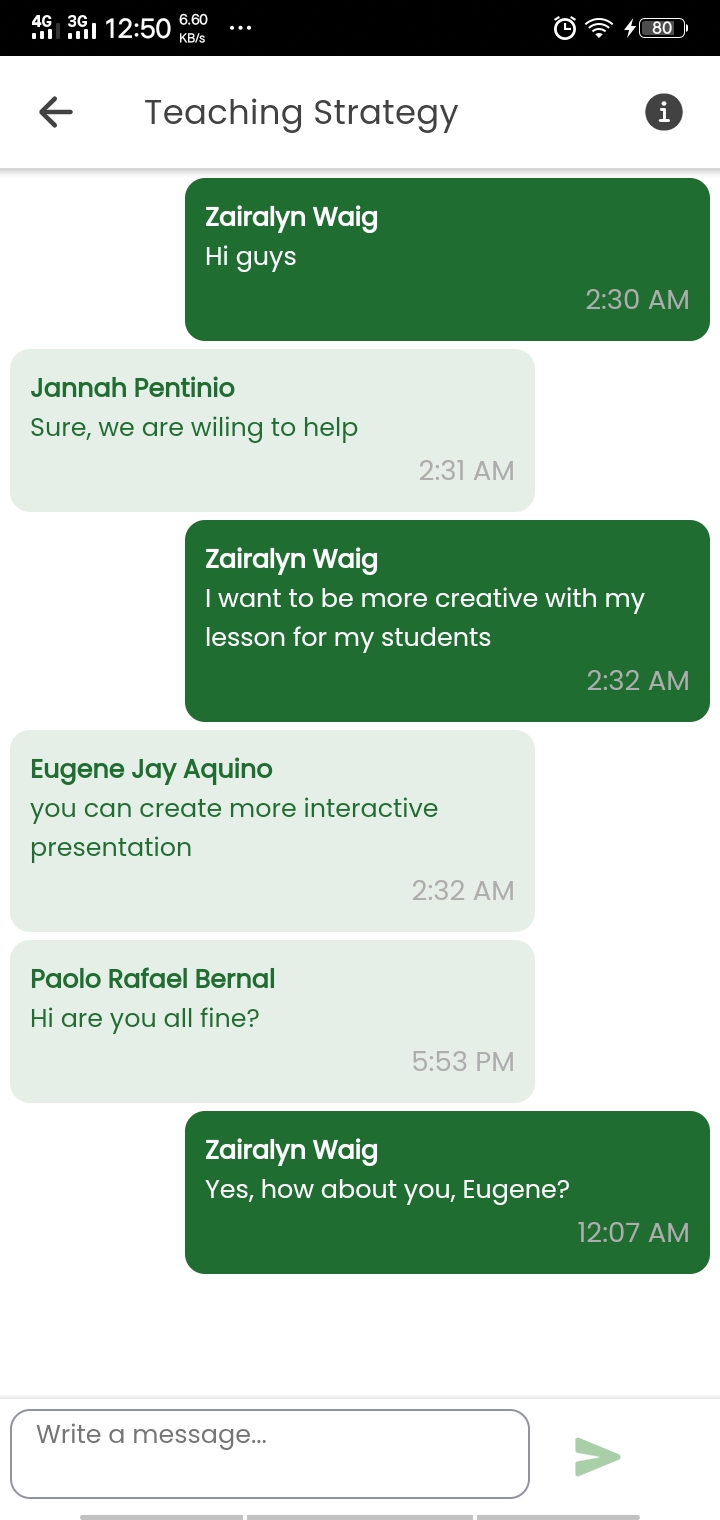 4G 3G 12:50 6.60 KB/s ... 80
Teaching Strategy
Zairalyn Waig
Hi guys
2:30 AM
Jannah Pentinio
Sure, we are wiling to help
2:31 AM
Zairalyn Waig
I want to be more creative with my
lesson for my students
2:32 AM
Eugene Jay Aquino
you can create more interactive
presentation
2:32 AM
Paolo Rafael Bernal
Hi are you all fine?
5:53 PM
Zairalyn Waig
Yes, how about you, Eugene?
12:07 AM
Write a message...